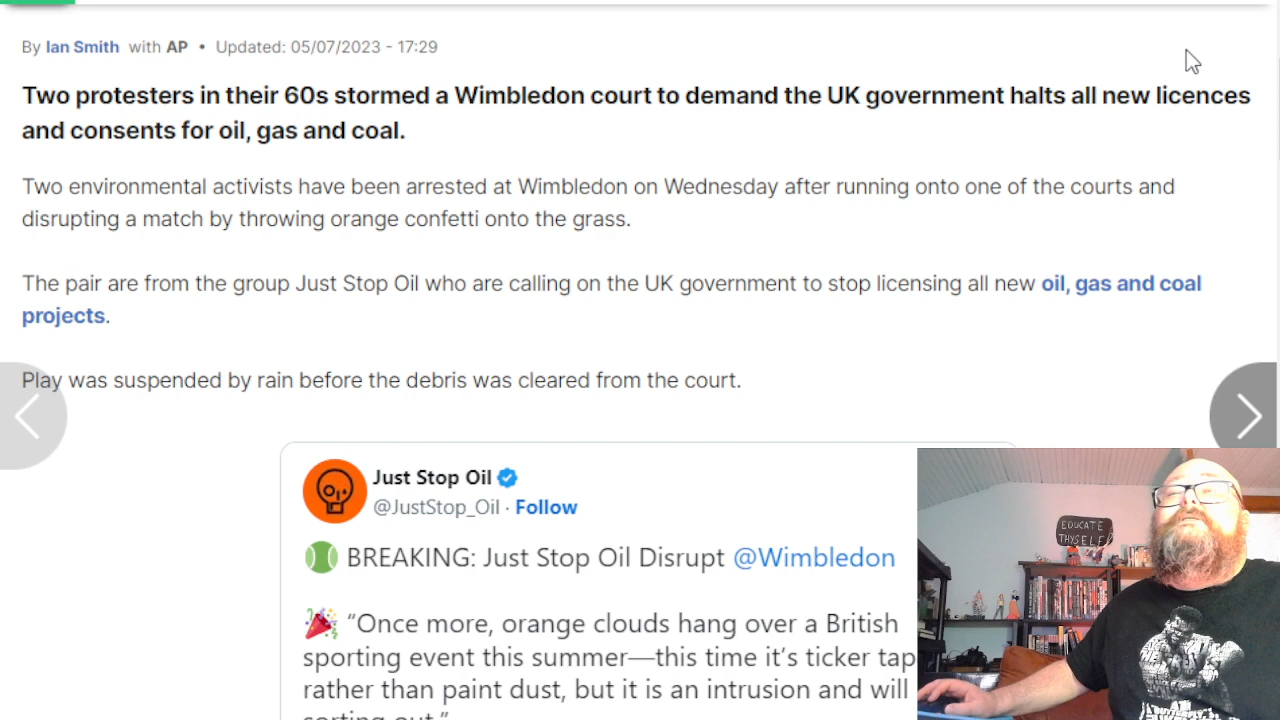 By Ian Smith with AP • Updated: 05/07/2023 - 17:29
Two protesters in their 60s stormed a Wimbledon court to demand the UK government halts all new licences
and consents for oil, gas and coal.
Two environmental activists have been arrested at Wimbledon on Wednesday after running onto one of the courts and
disrupting a match by throwing orange confetti onto the grass.
The pair are from the group Just Stop Oil who are calling on the UK government to stop licensing all new oil, gas and coal
projects.
Play was suspended by rain before the debris was cleared from the court.
Just Stop Oil
@JustStop_Oil · Follow
BREAKING: Just Stop Oil Disrupt @Wimbledon
“Once more, orange clouds hang over a British
sporting event this summer—this time it’s ticker tap
rather than paint dust, but it is an intrusion and will
sorting out.”
EDUCATE
THYSELF